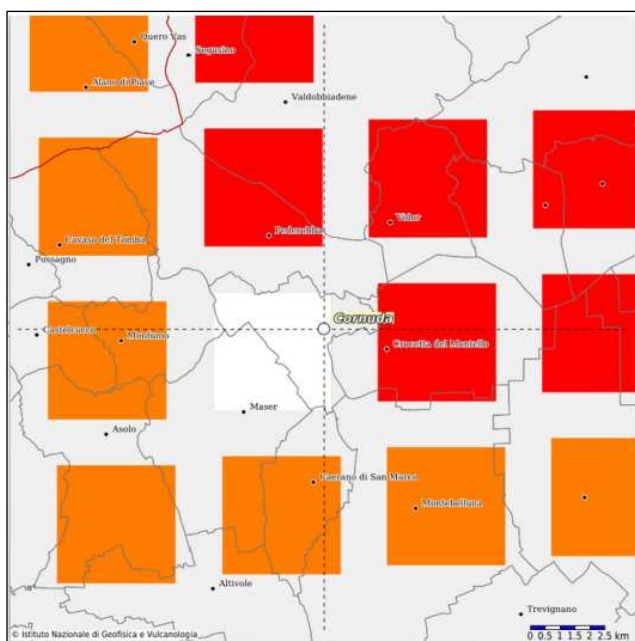 Quero Vas
Segusino
Alano di Piave
Valdobbiadene
Vidor
Pederobba
Cavaso del Tomba
Possagno
Cornuda
Castelcucco
Monfumo
Crocetta del Montello
Maser
Asolo
Caerano di San Marco
Montebelluna
Altivole
Trevignano
© Istituto Nazionale di Geofisica e Vulcanologia
0 0.5 1 1.5 2 2.5 km